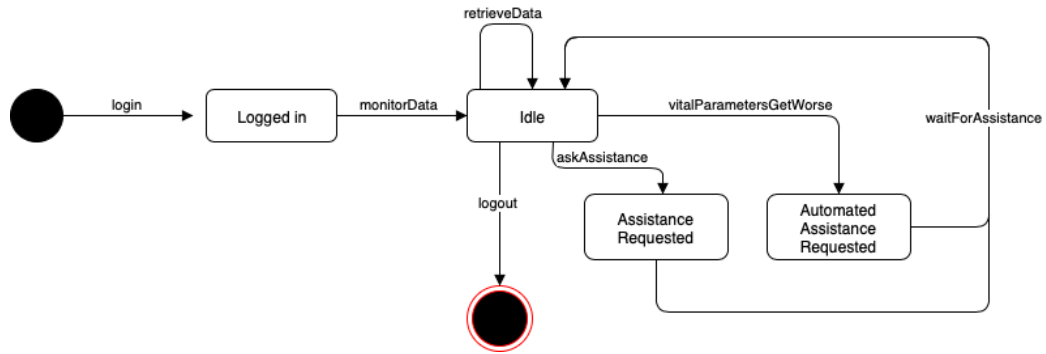 retrieveData
login
Logged in
monitorData
Idle
vitalParametersGetWorse
waitForAssistance
askAssistance
logout
Assistance
Requested
Automated
Assistance
Requested